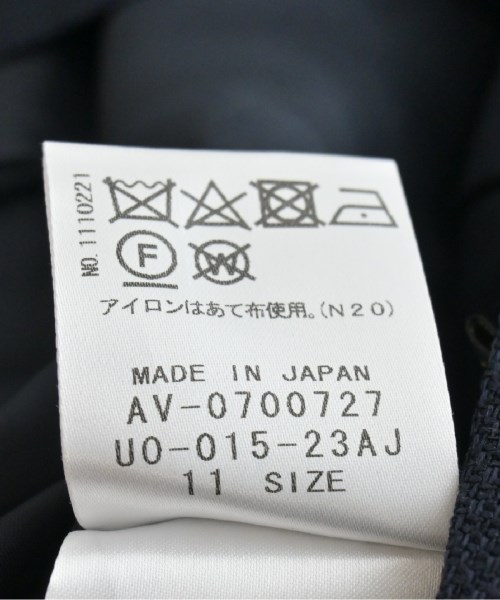 NO.1110221
F
W
アイロンはあて布使用。(N20)
MADE IN JAPAN
AV-0700727
UO-015-23AJ
11 SIZE